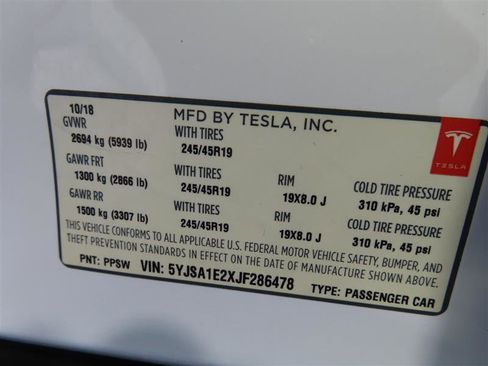 10/18 MFD BY TESLA, INC.
GVWR WITH TIRES
2694 kg (5939 lb) 245/45R19
GAWR FRT WITH TIRES RIM COLD TIRE PRESSURE
1300 kg (2866 lb) 245/45R19 19X8.0 J 310 kPa, 45 psi
GAWR RR WITH TIRES RIM COLD TIRE PRESSURE
1500 kg (3307 lb) 245/45R19 19X8.0 J 310 kPa, 45 psi
THIS VEHICLE CONFORMS TO ALL APPLICABLE U.S. FEDERAL MOTOR VEHICLE SAFETY, BUMPER, AND
THEFT PREVENTION STANDARDS IN EFFECT ON THE DATE OF MANUFACTURE SHOWN ABOVE.
PNT: PPSW VIN: 5YJSA1E2XJF286478 TYPE: PASSENGER CAR
TESLA